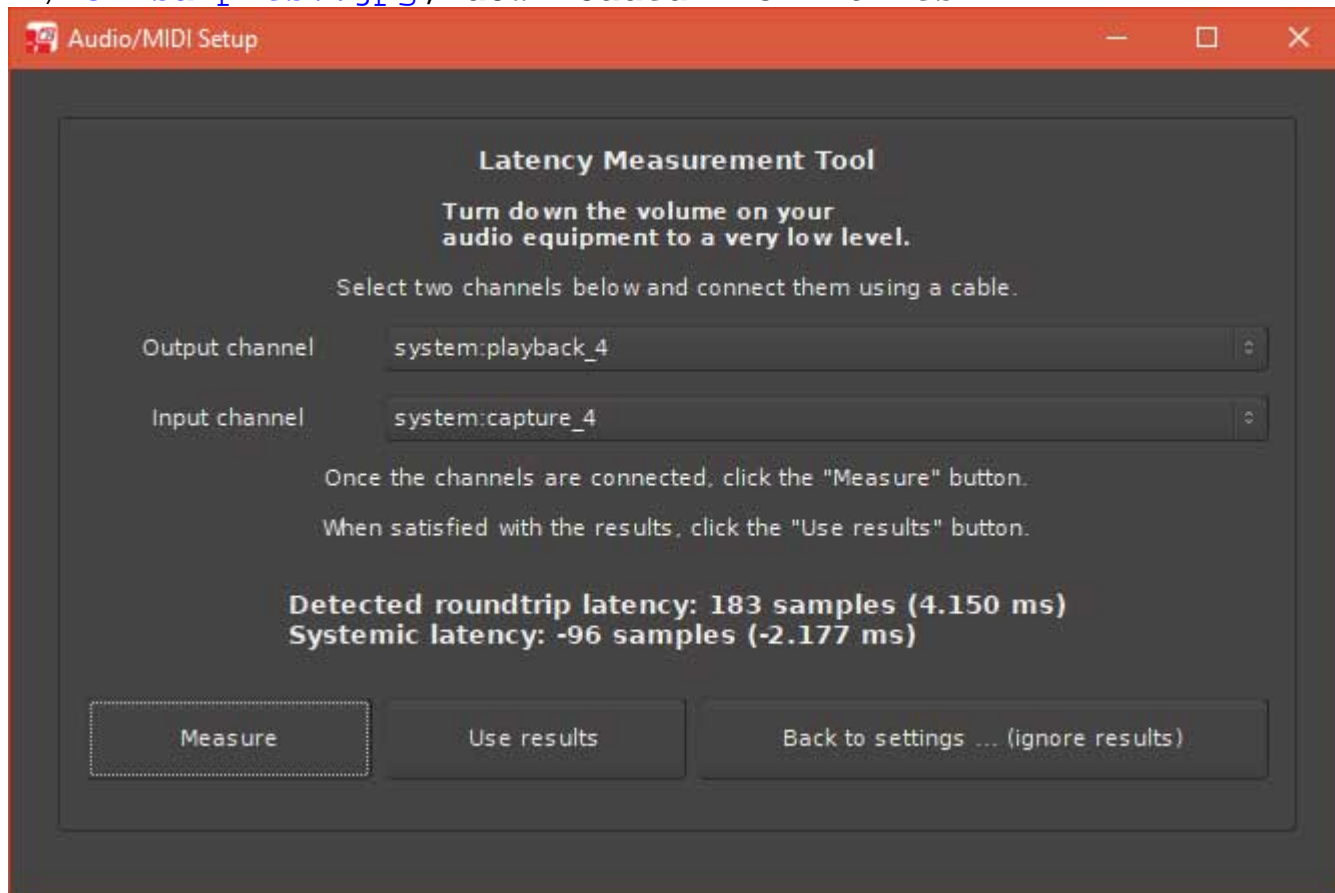 Audio/MIDI Setup
Latency Measurement Tool
Turn down the volume on your
audio equipment to a very low level.
Select two channels below and connect them using a cable.
Output channel system:playback_4
Input channel system:capture_4
Once the channels are connected, click the "Measure" button.
When satisfied with the results, click the "Use results" button.
Detected roundtrip latency: 183 samples (4.150 ms)
Systemic latency: -96 samples (-2.177 ms)
Measure Use results Back to settings ... (ignore results)